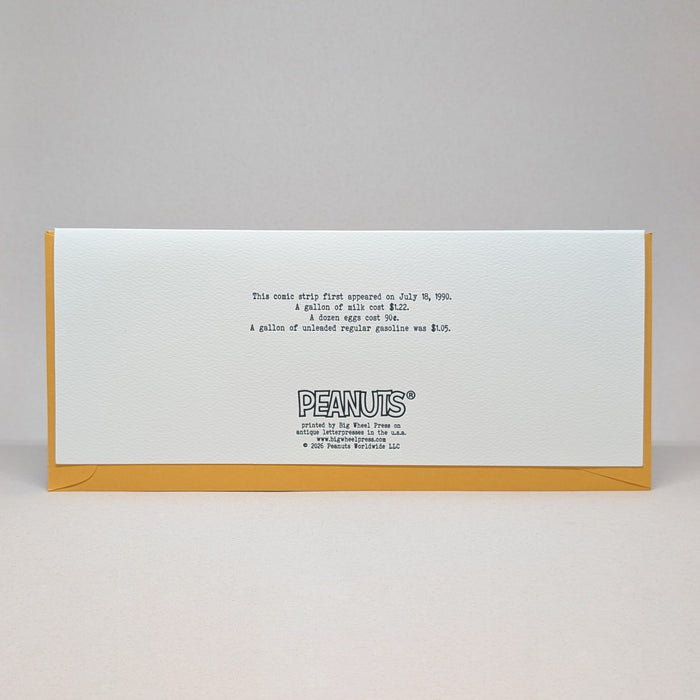 This comic strip first appeared on July 18, 1990.
A gallon of milk cost $1.22.
A dozen eggs cost 90¢.
A gallon of unleaded regular gasoline was $1.05.
PEANUTS®
printed by Big Wheel Press on
antique letterpresses in the u.s.a.
www.bigwheelpress.com
© 2026 Peanuts Worldwide LLC